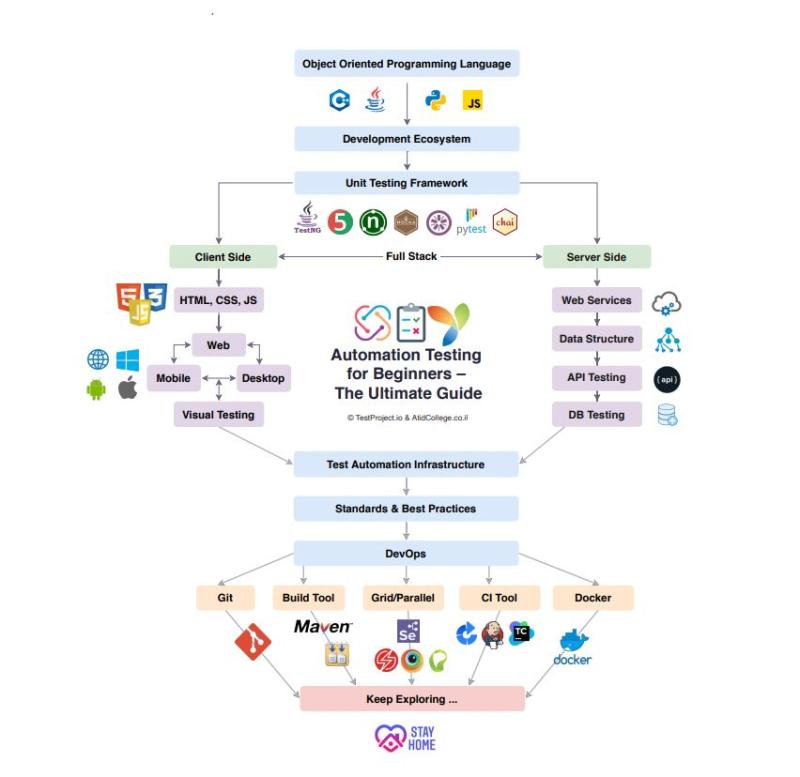 Object Oriented Programming Language
JS
Development Ecosystem
Unit Testing Framework
TestNG
5
n
MOCHA
pytest
chai
Client Side
Full Stack
Server Side
5
3
JS
HTML, CSS, JS
Web Services
Web
Data Structure
Mobile
Desktop
API Testing
{api}
Visual Testing
DB Testing
Automation Testing
for Beginners –
The Ultimate Guide
© TestProject.io & AtidCollege.co.il
Test Automation Infrastructure
Standards & Best Practices
DevOps
Git
Build Tool
Grid/Parallel
CI Tool
Docker
Maven
Se
TC
docker
Keep Exploring ...
STAY
HOME